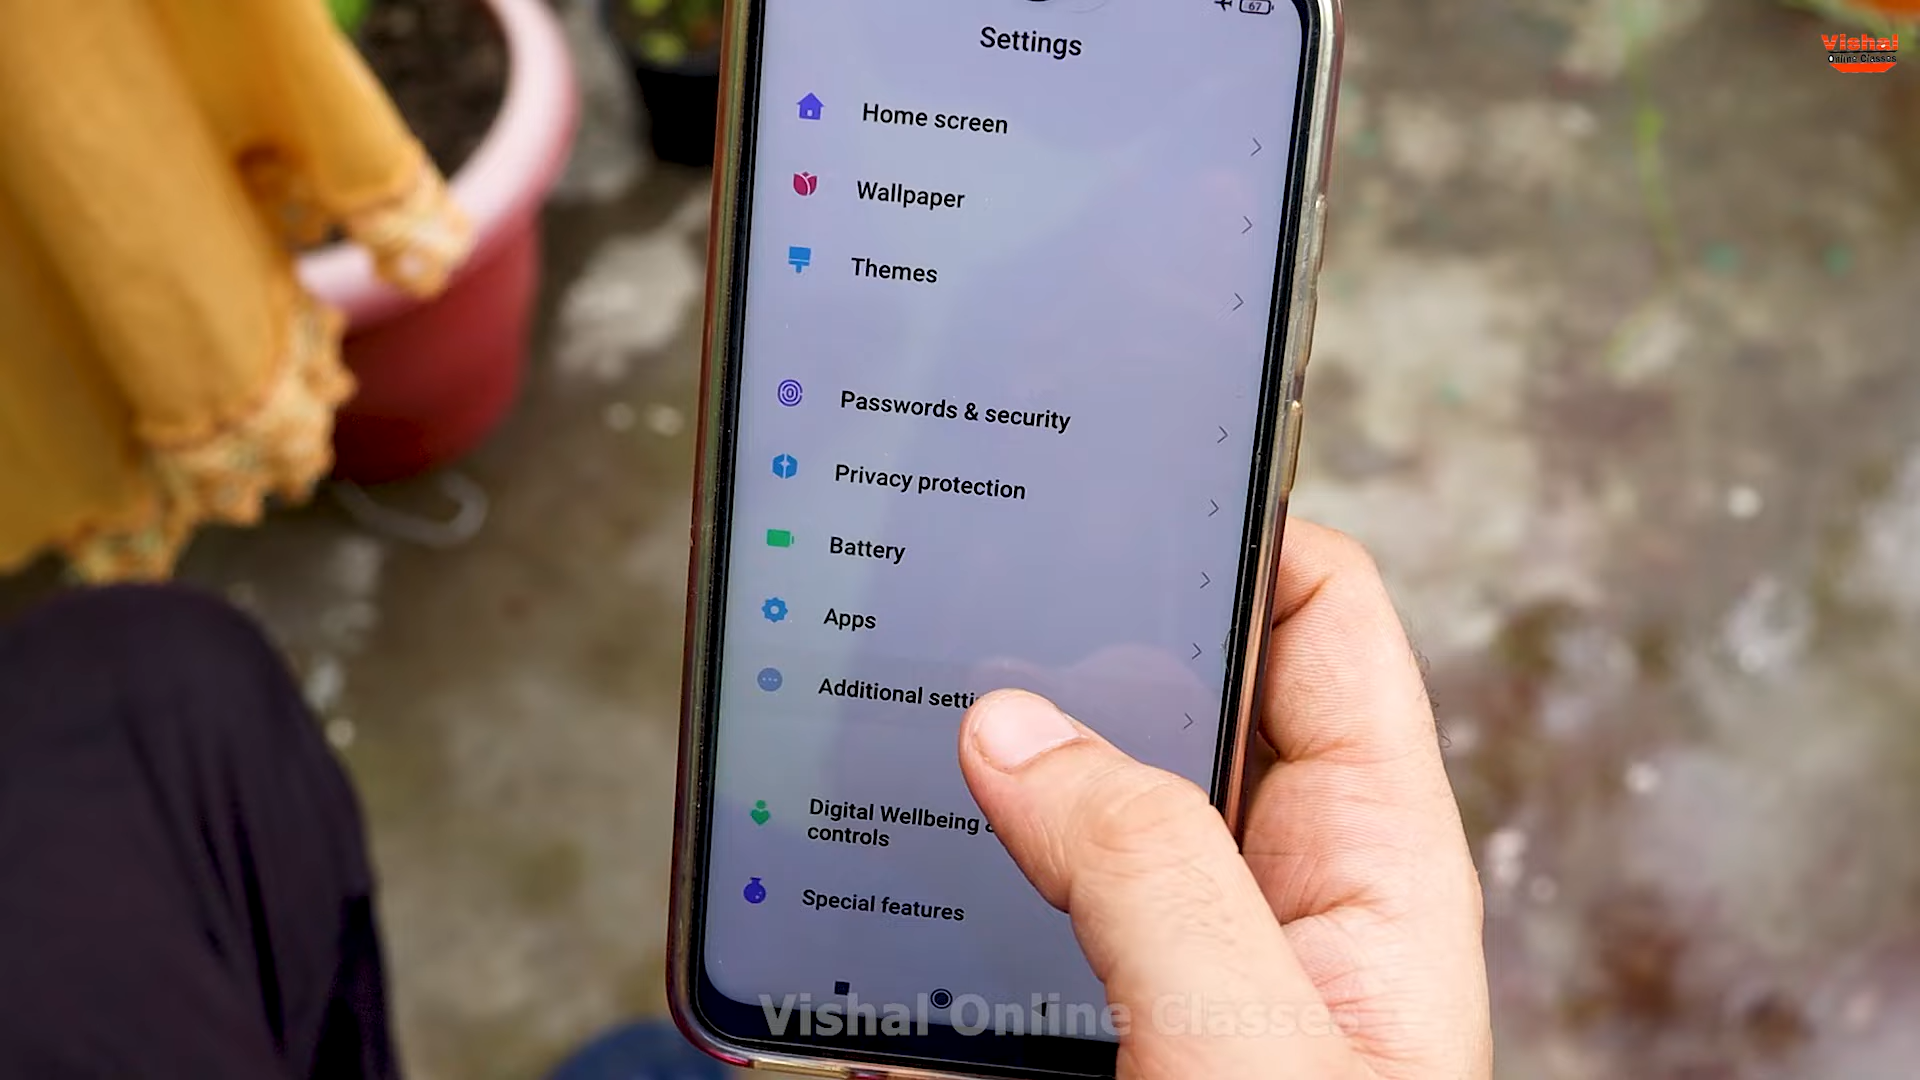 67
Settings
Vishal
Online Classes
Home screen
Wallpaper
Themes
Passwords & security
Privacy protection
Battery
Apps
Additional setti
Digital Wellbeing &
controls
Special features
Vishal Online Classes